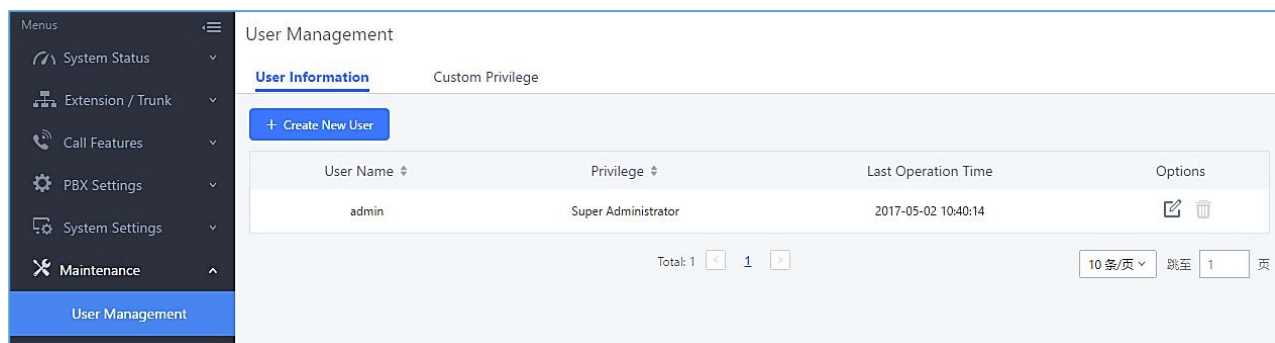 Menus
System Status
Extension / Trunk
Call Features
PBX Settings
System Settings
Maintenance
User Management
User Management
User Information Custom Privilege
+ Create New User
User Name Privilege Last Operation Time Options
admin Super Administrator 2017-05-02 10:40:14
Total: 1 < 1 > 10 条/页 跳至 1 页